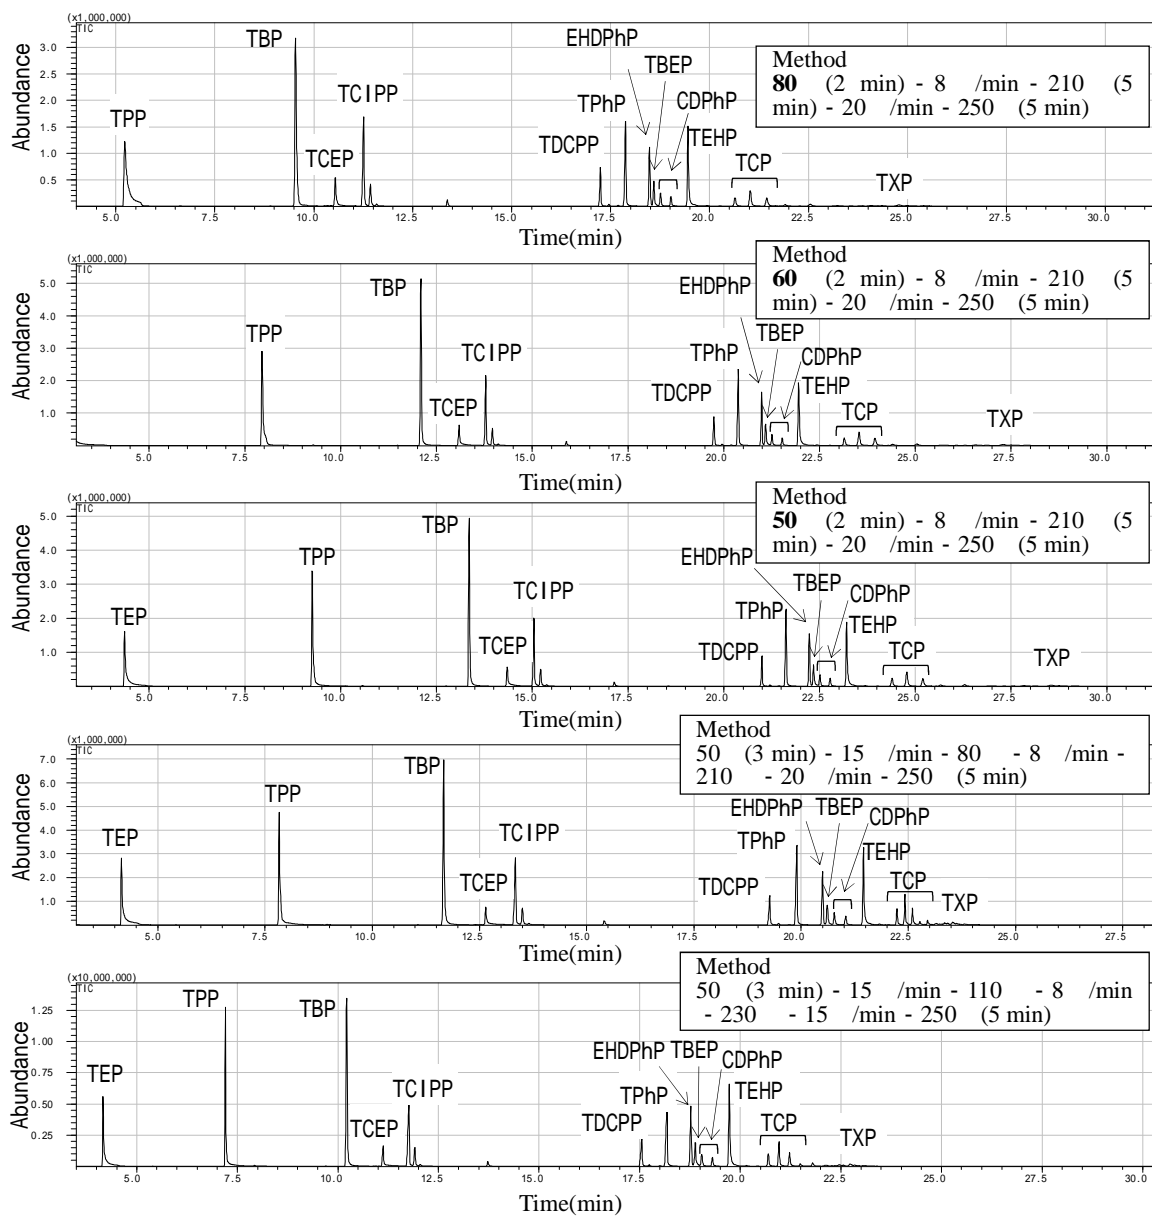 (x1,000,000)
TIC
Abundance
3.0
2.5
2.0
1.5
1.0
0.5
TPP
TBP
TCEP
TCIPP
TDCPP
TPhP
EHDPhP
TBEP
CDPhP
TEHP
TCP
TXP
Method
80 (2 min) - 8 /min - 210 (5
min) - 20 /min - 250 (5 min)
5.0 7.5 10.0 12.5 15.0 17.5 20.0 22.5 25.0 27.5 30.0
Time(min)
(x1,000,000)
TIC
Abundance
5.0
4.0
3.0
2.0
1.0
TPP
TBP
TCEP
TCIPP
TDCPP
TPhP
EHDPhP
TBEP
CDPhP
TEHP
TCP
TXP
Method
60 (2 min) - 8 /min - 210 (5
min) - 20 /min - 250 (5 min)
5.0 7.5 10.0 12.5 15.0 17.5 20.0 22.5 25.0 27.5 30.0
Time(min)
(x1,000,000)
TIC
Abundance
5.0
4.0
3.0
2.0
1.0
TEP
TPP
TBP
TCEP
TCIPP
TDCPP
TPhP
EHDPhP
TBEP
CDPhP
TEHP
TCP
TXP
Method
50 (2 min) - 8 /min - 210 (5
min) - 20 /min - 250 (5 min)
5.0 7.5 10.0 12.5 15.0 17.5 20.0 22.5 25.0 27.5 30.0
Time(min)
(x1,000,000)
TIC
Abundance
7.0
6.0
5.0
4.0
3.0
2.0
1.0
TEP
TPP
TBP
TCEP
TCIPP
TDCPP
TPhP
EHDPhP
TBEP
CDPhP
TEHP
TCP
TXP
Method
50 (3 min) - 15 /min - 80 - 8 /min -
210 - 20 /min - 250 (5 min)
5.0 7.5 10.0 12.5 15.0 17.5 20.0 22.5 25.0 27.5
Time(min)
(x10,000,000)
TIC
Abundance
1.25
1.00
0.75
0.50
0.25
TEP
TPP
TBP
TCEP
TCIPP
TDCPP
TPhP
EHDPhP
TBEP
CDPhP
TEHP
TCP
TXP
Method
50 (3 min) - 15 /min - 110 - 8 /min
- 230 - 15 /min - 250 (5 min)
5.0 7.5 10.0 12.5 15.0 17.5 20.0 22.5 25.0 27.5 30.0
Time(min)